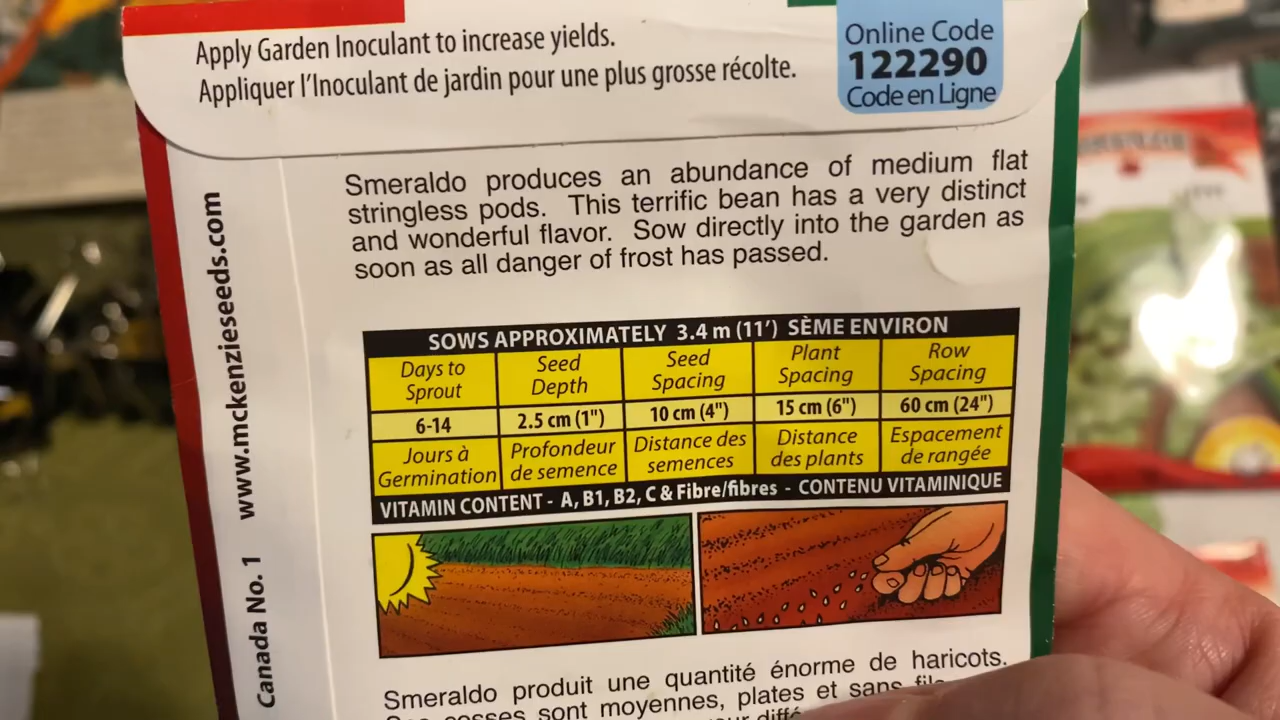 Apply Garden Inoculant to increase yields.
Appliquer l'Inoculant de jardin pour une plus grosse récolte.
Online Code
122290
Code en Ligne
www.mckenzieseeds.com
Canada No. 1
Smeraldo produces an abundance of medium flat
stringless pods. This terrific bean has a very distinct
and wonderful flavor. Sow directly into the garden as
soon as all danger of frost has passed.
SOWS APPROXIMATELY 3.4 m (11') SÈME ENVIRON
Days to Sprout
Seed Depth
Seed Spacing
Plant Spacing
Row Spacing
6-14
2.5 cm (1")
10 cm (4")
15 cm (6")
60 cm (24")
Jours à Germination
Profondeur de semence
Distance des semences
Distance des plants
Espacement de rangée
VITAMIN CONTENT - A, B1, B2, C & Fibre/fibres - CONTENU VITAMINIQUE
Smeraldo produit une quantité énorme de haricots.
cosses sont moyennes, plates et sans